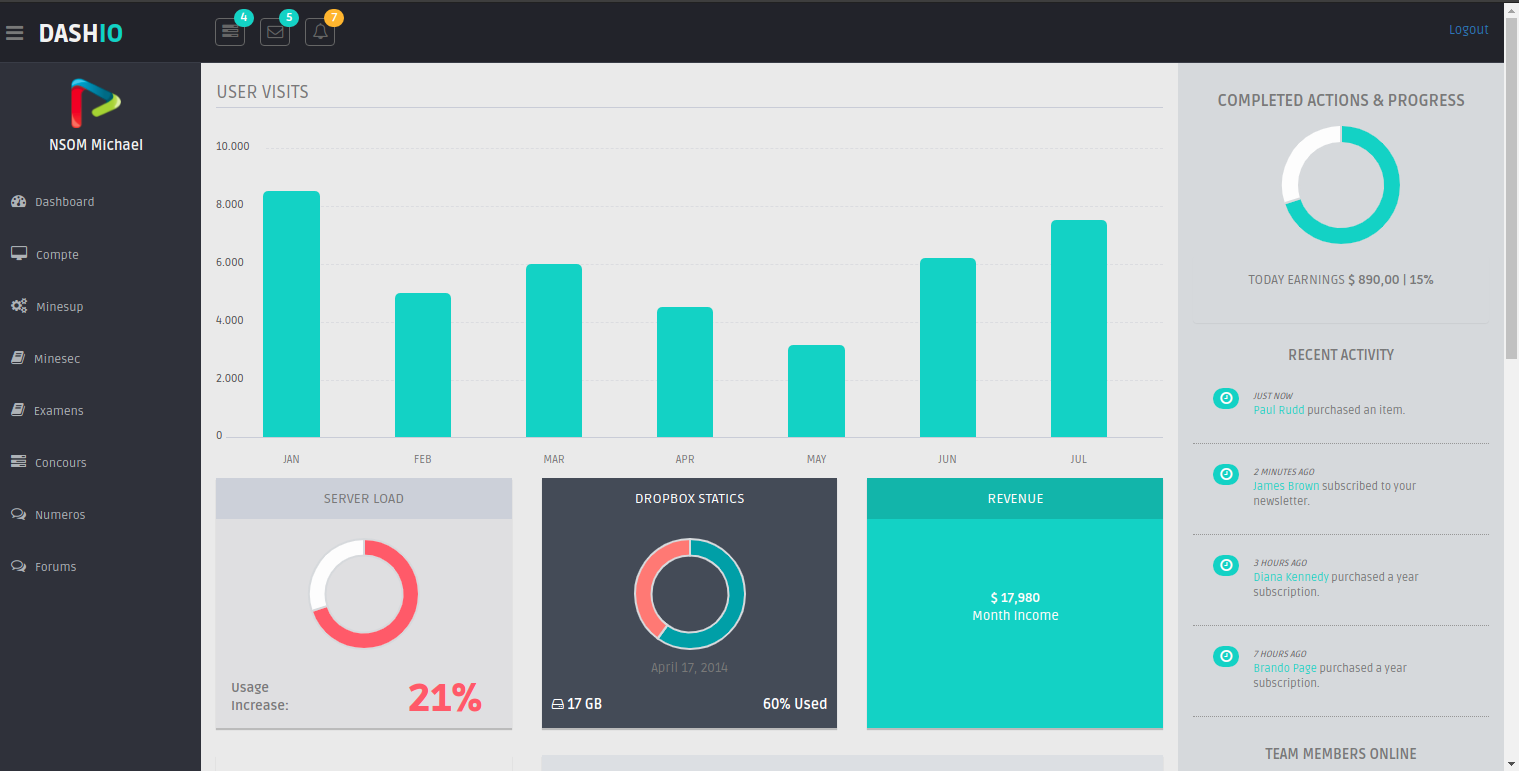 DASHIO
4
5
7
Logout
NSOM Michael
Dashboard
Compte
Minesup
Minesec
Examens
Concours
Numeros
Forums
USER VISITS
10.000
8.000
6.000
4.000
2.000
0
JAN FEB MAR APR MAY JUN JUL
SERVER LOAD
Usage
Increase:
21%
DROPBOX STATICS
April 17, 2014
17 GB
60% Used
REVENUE
$ 17,980
Month Income
COMPLETED ACTIONS & PROGRESS
TODAY EARNINGS $ 890,00 | 15%
RECENT ACTIVITY
JUST NOW
Paul Rudd purchased an item.
2 MINUTES AGO
James Brown subscribed to your
newsletter.
3 HOURS AGO
Diana Kennedy purchased a year
subscription.
7 HOURS AGO
Brando Page purchased a year
subscription.
TEAM MEMBERS ONLINE